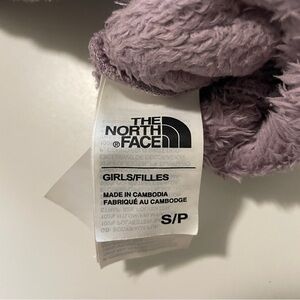 THE
NORTH
® FACE
GIRLS/FILLES
MADE IN CAMBODIA
FABRIQUÉ AU CAMBODGE
S/P